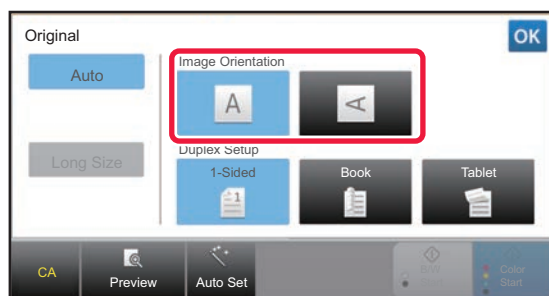 Original
OK
Auto
Image Orientation
A
A
Long Size
Duplex Setup
1-Sided
Book
Tablet
1
CA
Preview
Auto Set
B/W
Start
Color
Start